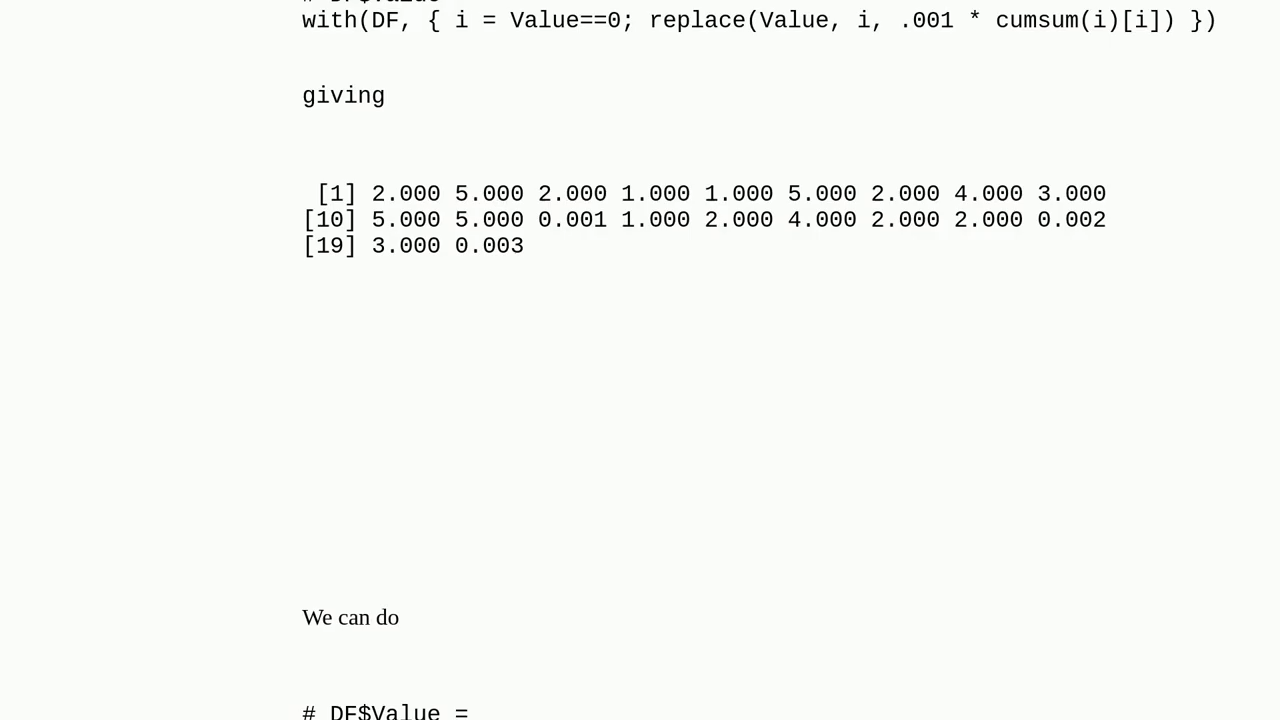 with(DF, { i = Value==0; replace(Value, i, .001 * cumsum(i)[i]) })
giving
[1] 2.000 5.000 2.000 1.000 1.000 5.000 2.000 4.000 3.000
[10] 5.000 5.000 0.001 1.000 2.000 4.000 2.000 2.000 0.002
[19] 3.000 0.003
We can do
# DF$Value =